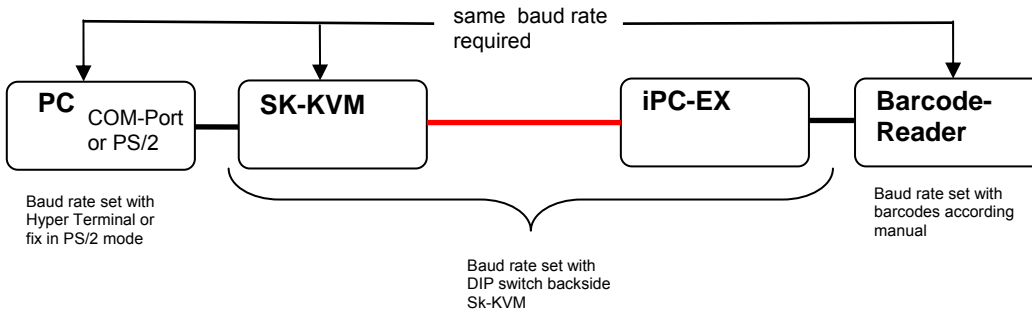 same baud rate
required
PC
COM-Port
or PS/2
SK-KVM
iPC-EX
Barcode-
Reader
Baud rate set with
Hyper Terminal or
fix in PS/2 mode
Baud rate set with
DIP switch backside
Sk-KVM
Baud rate set with
barcodes according
manual